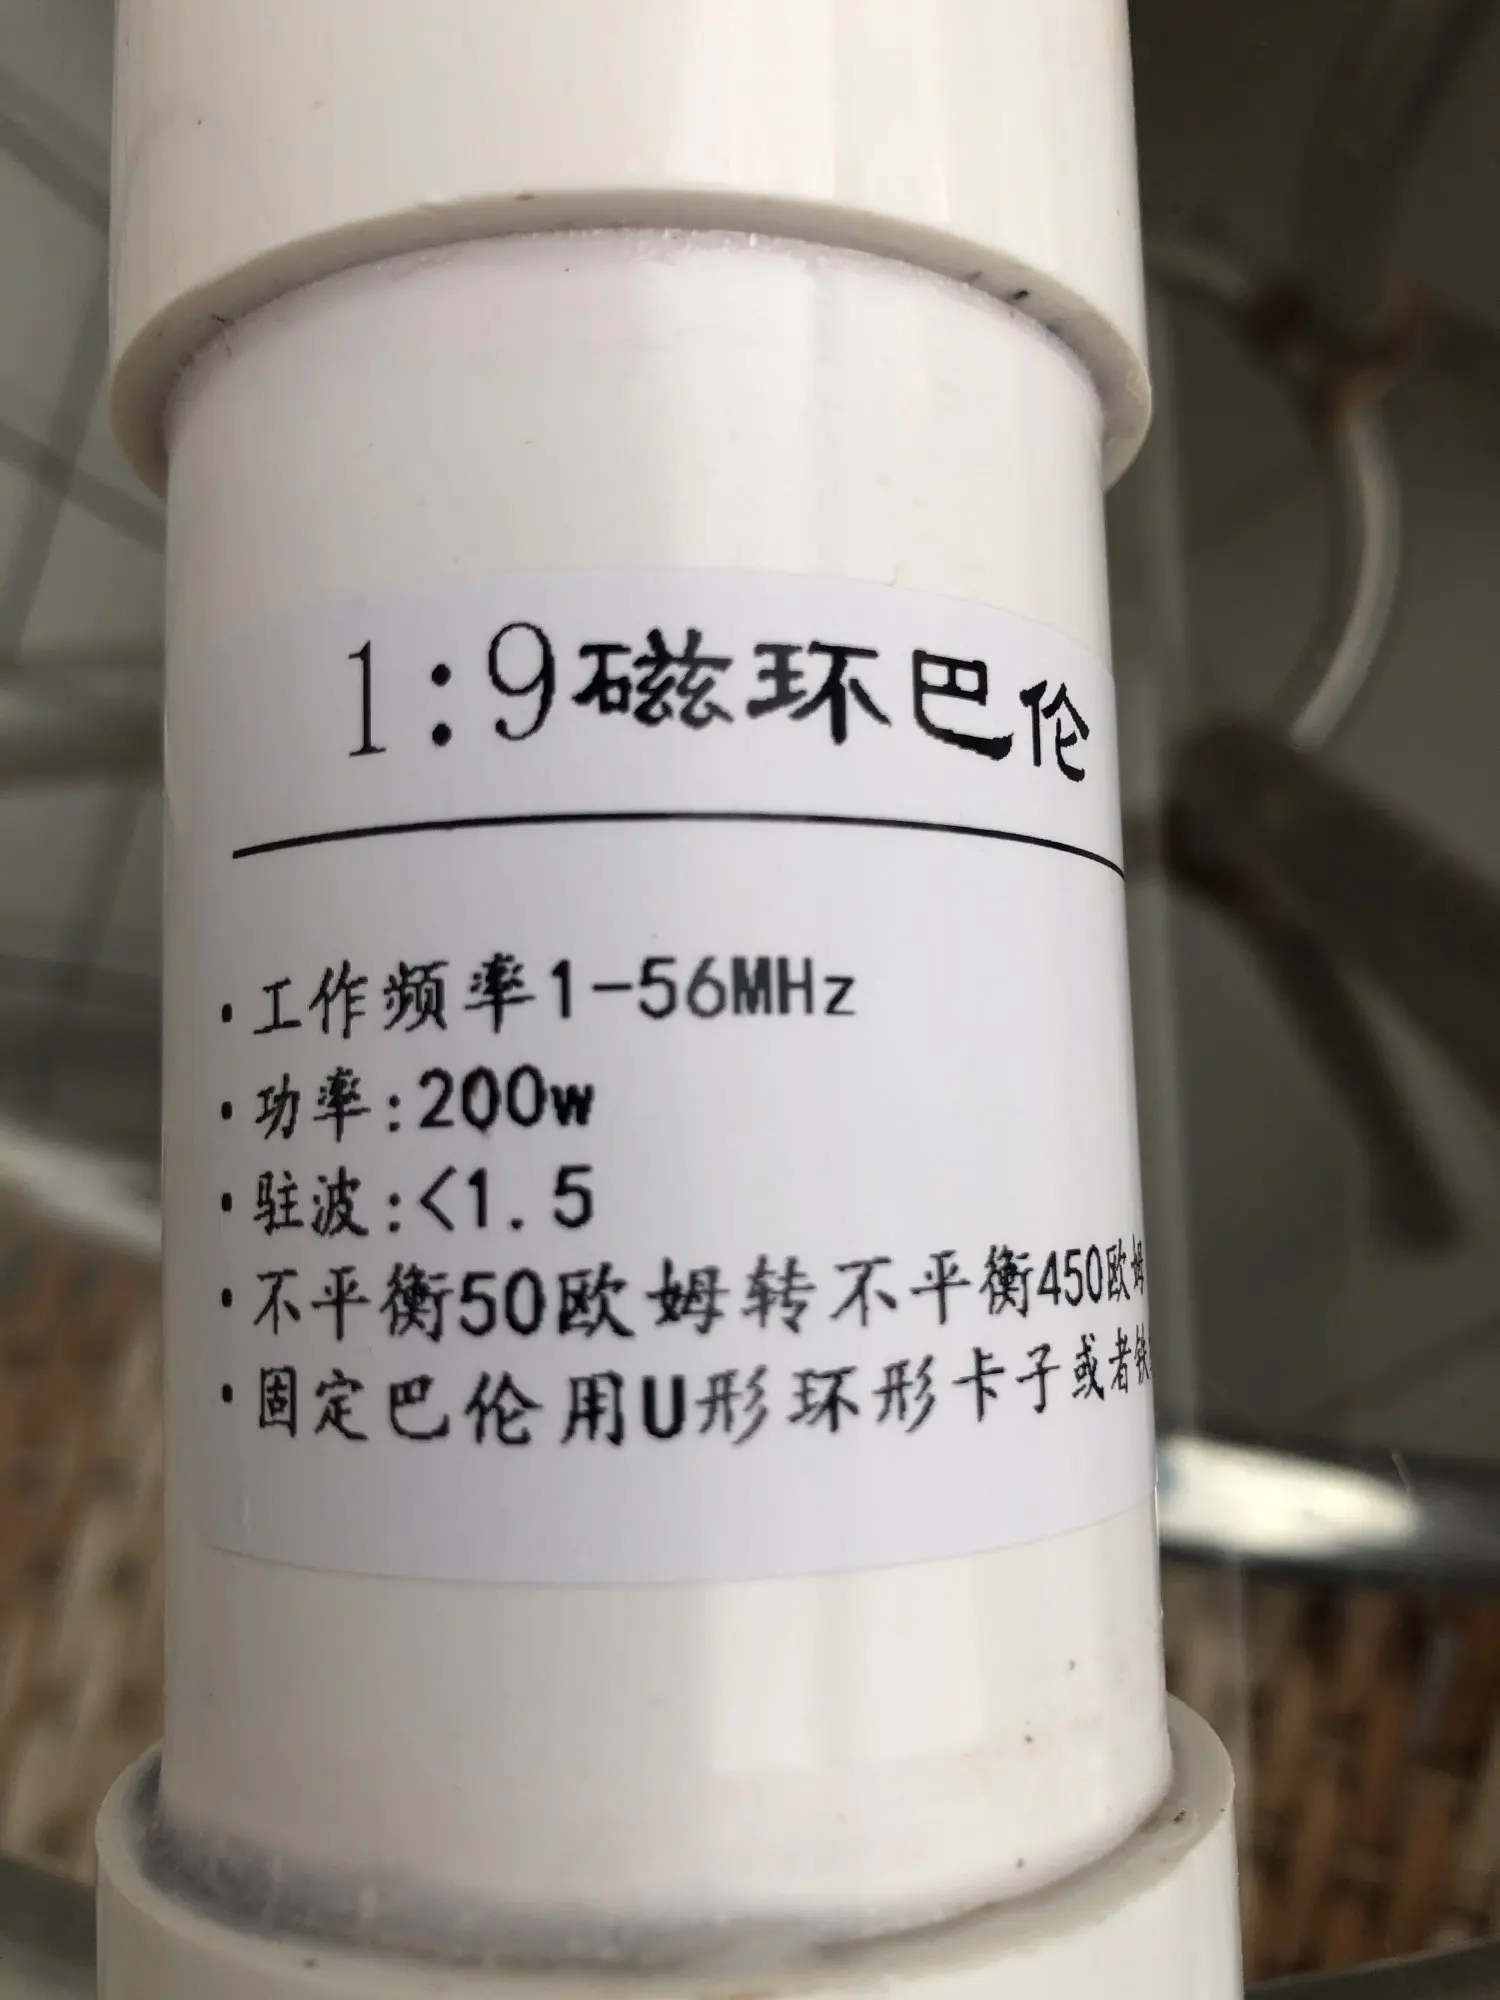 1:9磁环巴伦
·工作频率1-56MHz
·功率:200w
·驻波:<1.5
·不平衡50欧姆转不平衡450欧姆
·固定巴伦用U形环形卡子或者铁